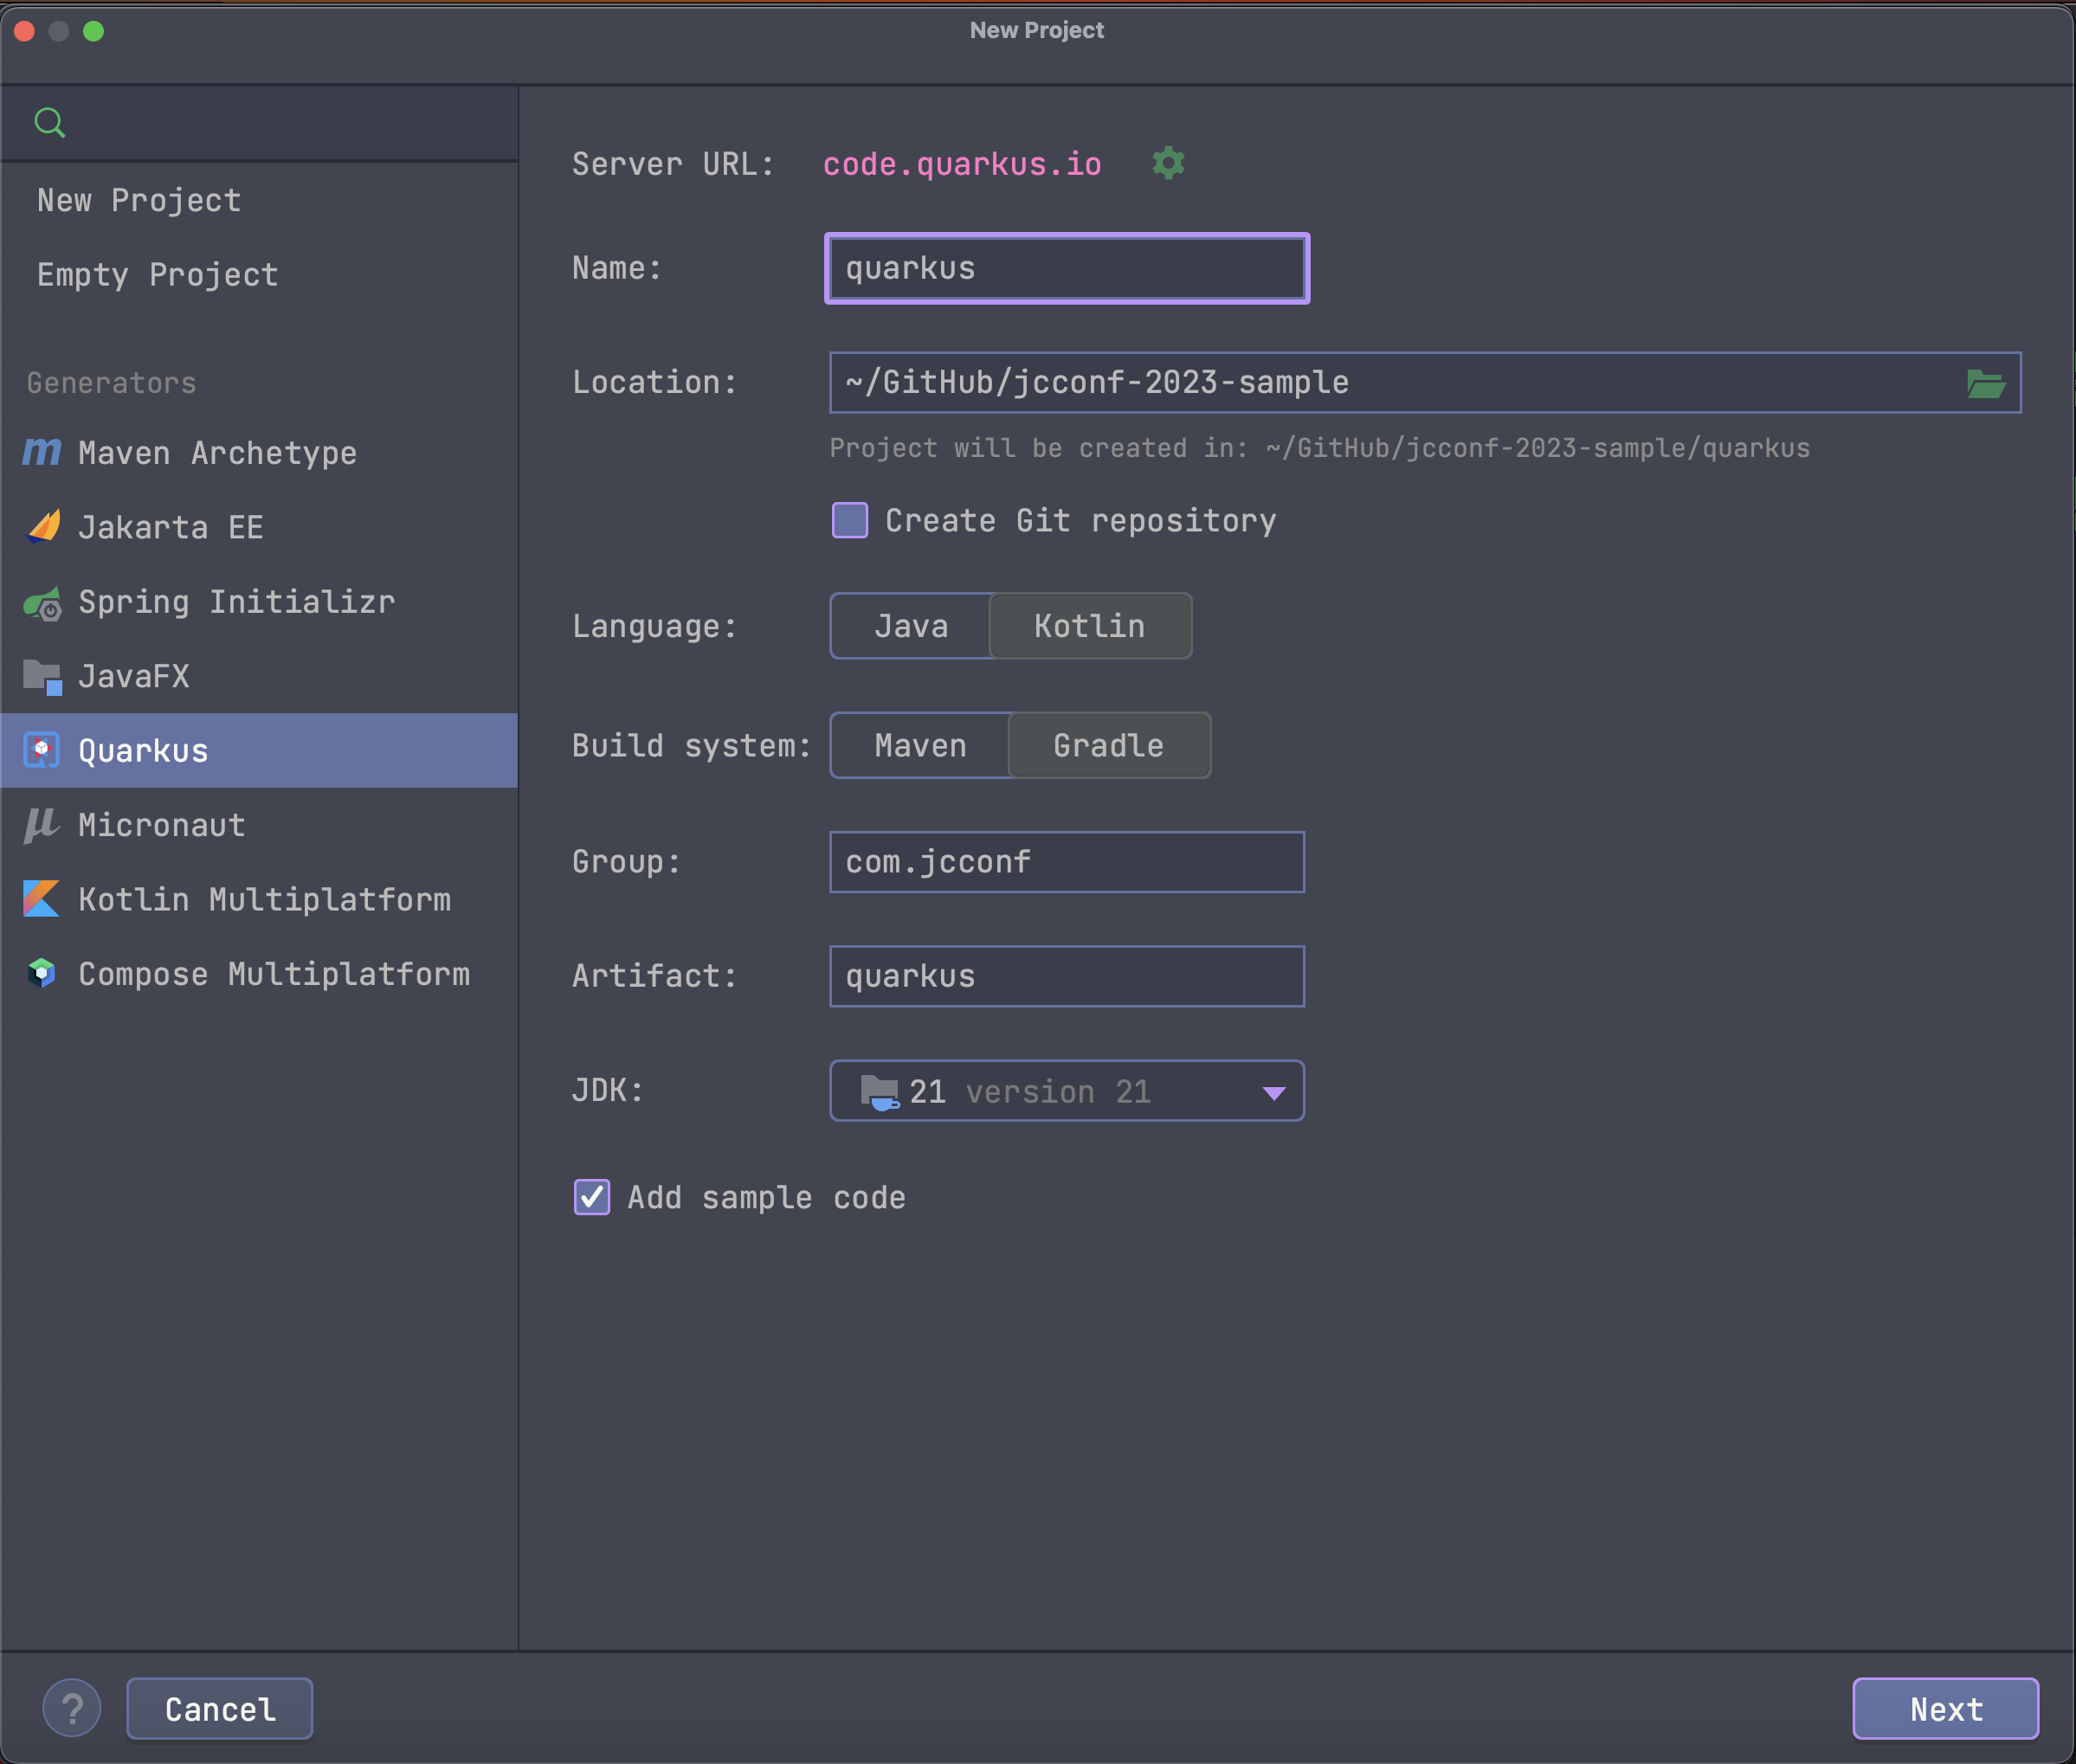 New Project
New Project
Empty Project
Generators
Maven Archetype
Jakarta EE
Spring Initializr
JavaFX
Quarkus
Micronaut
Kotlin Multiplatform
Compose Multiplatform
Server URL: code.quarkus.io
Name: quarkus
Location: ~/GitHub/jcconf-2023-sample
Project will be created in: ~/GitHub/jcconf-2023-sample/quarkus
Create Git repository
Language: Java Kotlin
Build system: Maven Gradle
Group: com.jcconf
Artifact: quarkus
JDK: 21 version 21
Add sample code
? Cancel Next